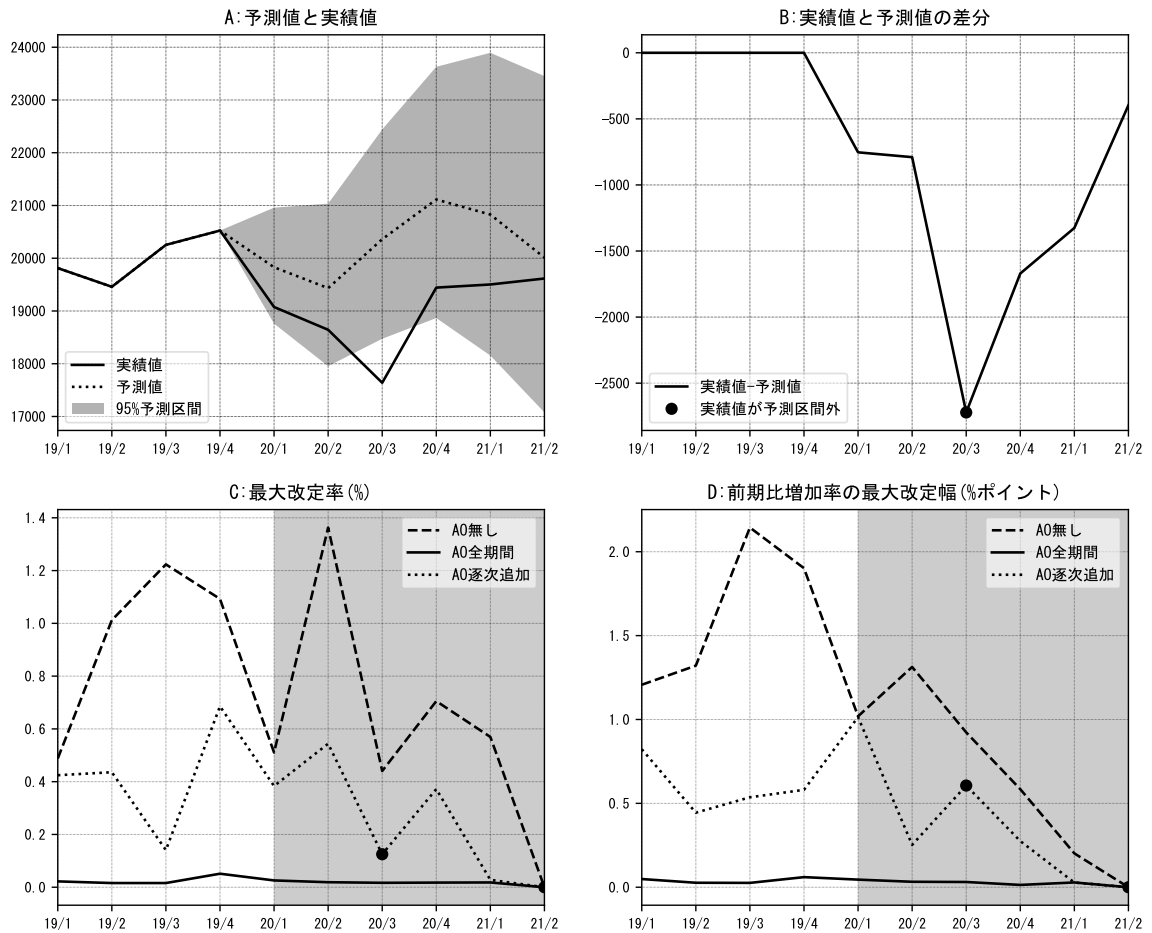 A:予測値と実績値
24000
23000
22000
21000
20000
19000
18000
17000
実績値
予測値
95%予測区間
19/1 19/2 19/3 19/4 20/1 20/2 20/3 20/4 21/1 21/2
B:実績値と予測値の差分
0
−500
−1000
−1500
−2000
−2500
実績値−予測値
実績値が予測区間外
19/1 19/2 19/3 19/4 20/1 20/2 20/3 20/4 21/1 21/2
C:最大改定率(%)
1.4
1.2
1.0
0.8
0.6
0.4
0.2
0.0
AO無し
AO全期間
AO逐次追加
19/1 19/2 19/3 19/4 20/1 20/2 20/3 20/4 21/1 21/2
D:前期比増加率の最大改定幅(%ポイント)
2.0
1.5
1.0
0.5
0.0
AO無し
AO全期間
AO逐次追加
19/1 19/2 19/3 19/4 20/1 20/2 20/3 20/4 21/1 21/2